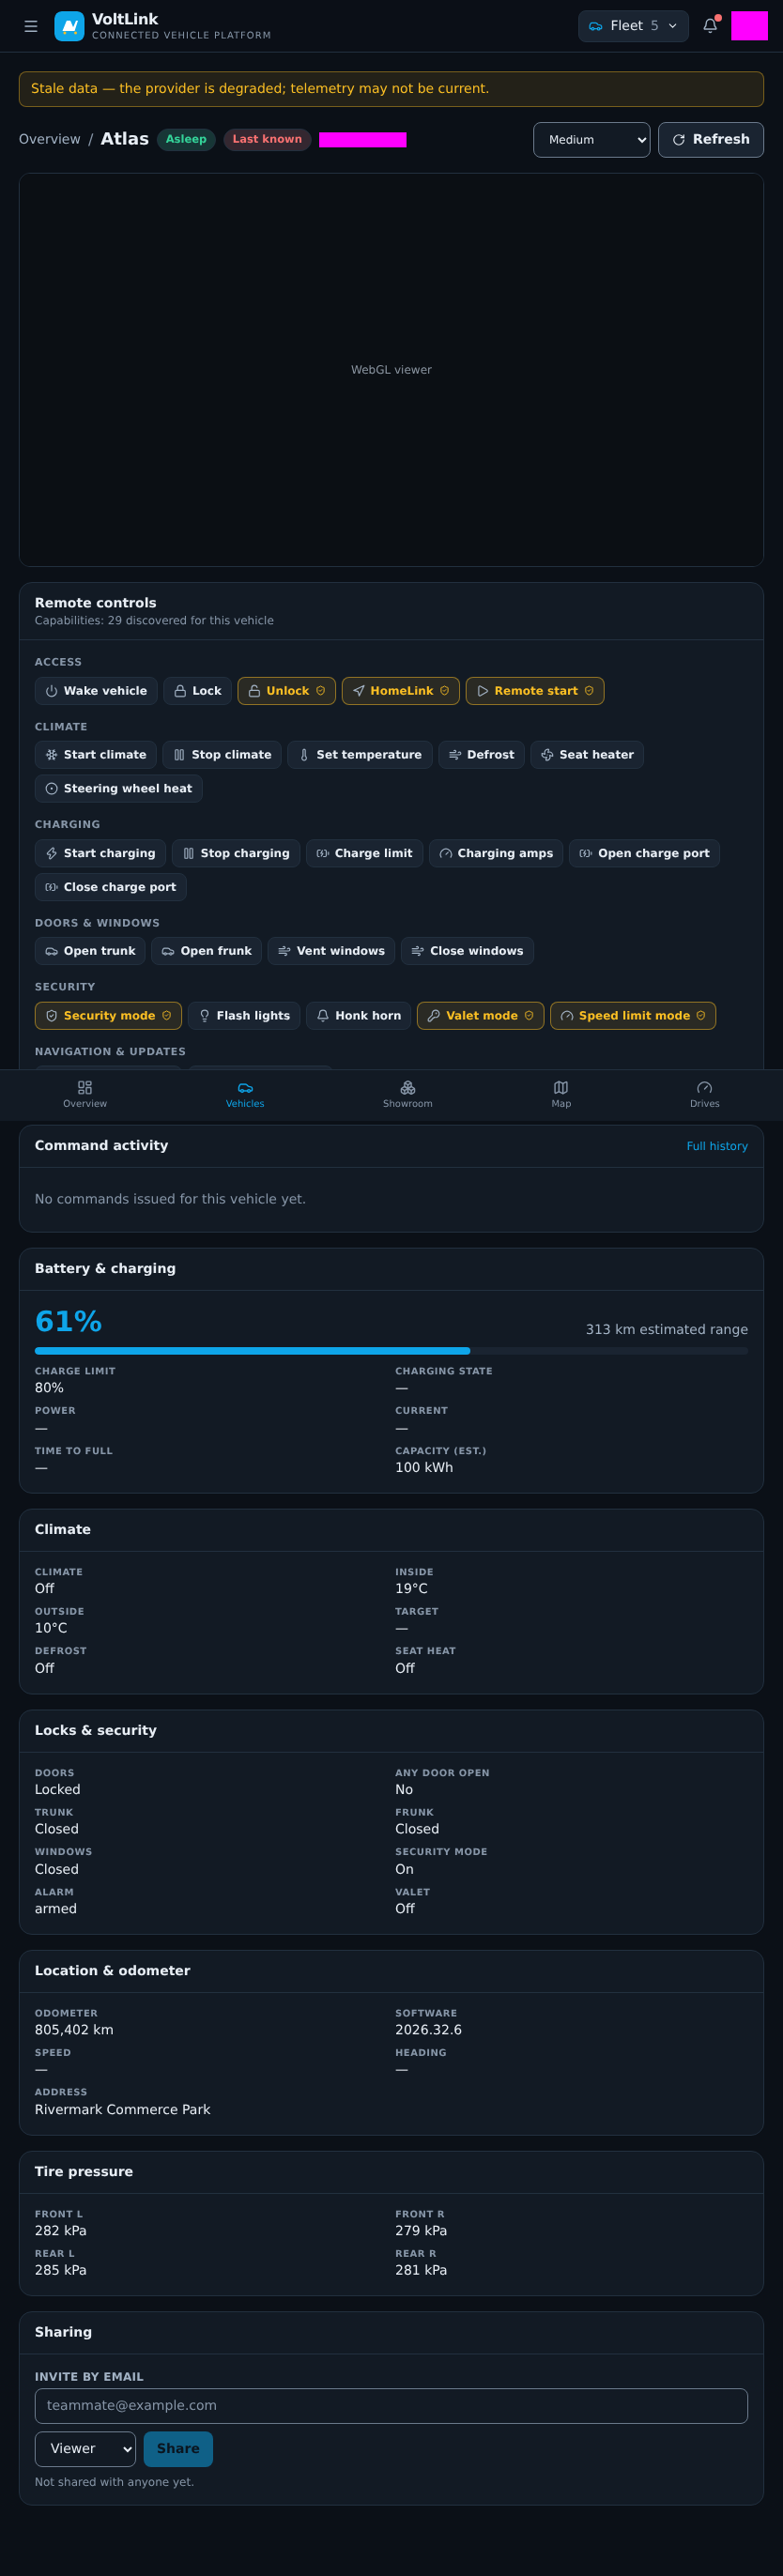 VoltLink
CONNECTED VEHICLE PLATFORM
Fleet 5
Stale data — the provider is degraded; telemetry may not be current.
Overview / Atlas Asleep Last known
Medium
Refresh
WebGL viewer
Remote controls
Capabilities: 29 discovered for this vehicle
ACCESS
Wake vehicle Lock Unlock HomeLink Remote start
CLIMATE
Start climate Stop climate Set temperature Defrost Seat heater
Steering wheel heat
CHARGING
Start charging Stop charging Charge limit Charging amps Open charge port
Close charge port
DOORS & WINDOWS
Open trunk Open frunk Vent windows Close windows
SECURITY
Security mode Flash lights Honk horn Valet mode Speed limit mode
NAVIGATION & UPDATES
Overview Vehicles Showroom Map Drives
Command activity Full history
No commands issued for this vehicle yet.
Battery & charging
61% 313 km estimated range
CHARGE LIMIT CHARGING STATE
80% —
POWER CURRENT
— —
TIME TO FULL CAPACITY (EST.)
— 100 kWh
Climate
CLIMATE INSIDE
Off 19°C
OUTSIDE TARGET
10°C —
DEFROST SEAT HEAT
Off Off
Locks & security
DOORS ANY DOOR OPEN
Locked No
TRUNK FRUNK
Closed Closed
WINDOWS SECURITY MODE
Closed On
ALARM VALET
armed Off
Location & odometer
ODOMETER SOFTWARE
805,402 km 2026.32.6
SPEED HEADING
— —
ADDRESS
Rivermark Commerce Park
Tire pressure
FRONT L FRONT R
282 kPa 279 kPa
REAR L REAR R
285 kPa 281 kPa
Sharing
INVITE BY EMAIL
teammate@example.com
Viewer Share
Not shared with anyone yet.